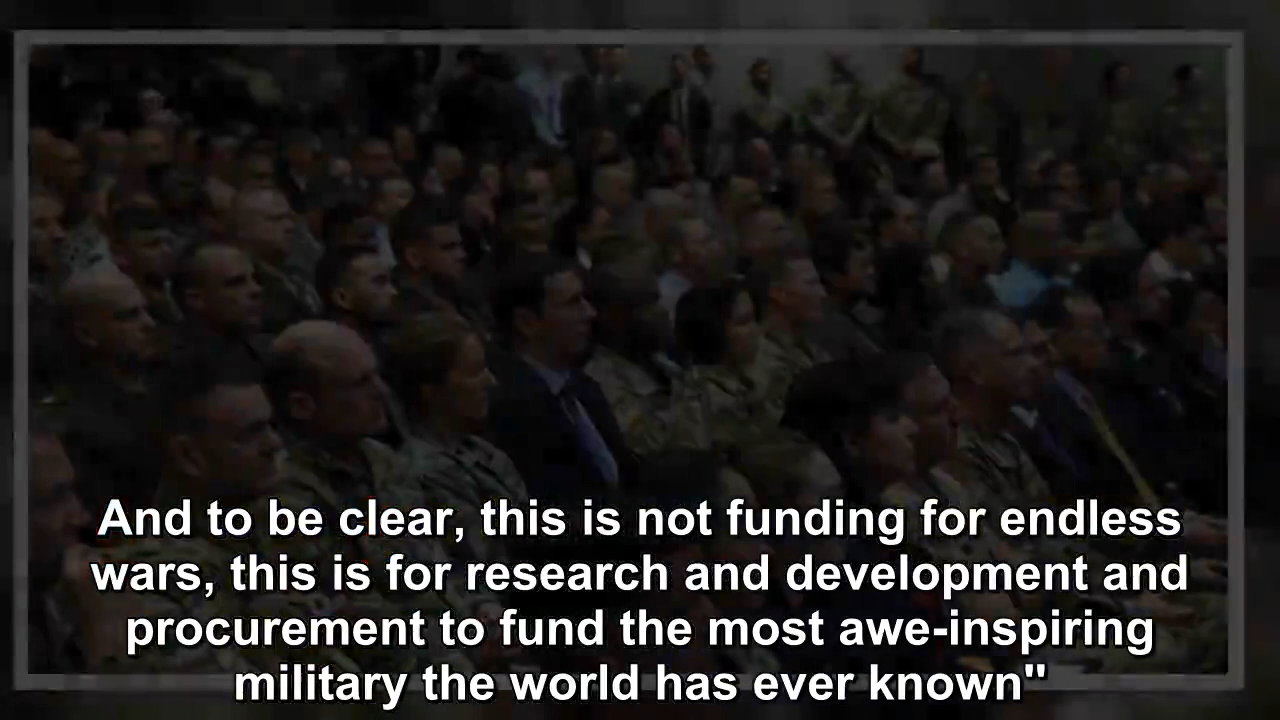 And to be clear, this is not funding for endless
wars, this is for research and development and
procurement to fund the most awe-inspiring
military the world has ever known"